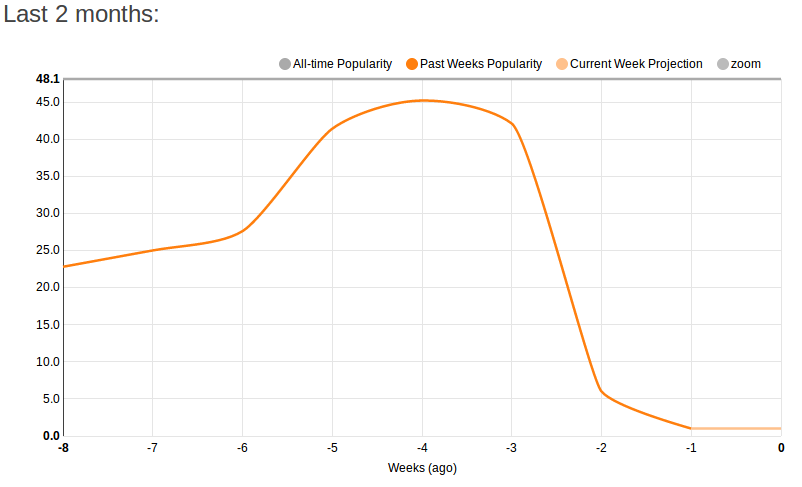 Last 2 months:
All-time Popularity Past Weeks Popularity Current Week Projection zoom
48.1
45.0
40.0
35.0
30.0
25.0
20.0
15.0
10.0
5.0
0.0
-8 -7 -6 -5 -4 -3 -2 -1 0
Weeks (ago)